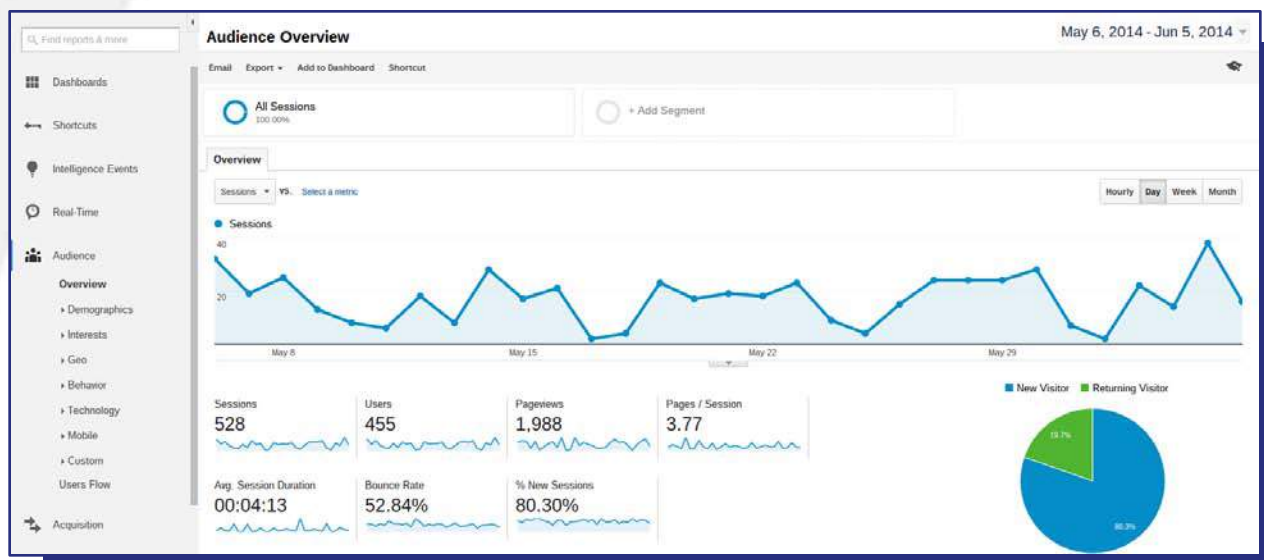 Find reports & more
Audience Overview
May 6, 2014 - Jun 5, 2014
Email Export Add to Dashboard Shortcut
Dashboards
Shortcuts
Intelligence Events
Real-Time
Audience
Overview
Demographics
Interests
Geo
Behavior
Technology
Mobile
Custom
Users Flow
Acquisition
All Sessions
100.00%
+ Add Segment
Overview
Sessions VS. Select a metric
Hourly Day Week Month
Sessions
40
20
May 8 May 15 May 22 May 29
New Visitor Returning Visitor
Sessions
528
Users
455
Pageviews
1,988
Pages / Session
3.77
Avg. Session Duration
00:04:13
Bounce Rate
52.84%
% New Sessions
80.30%
19.7%
80.3%